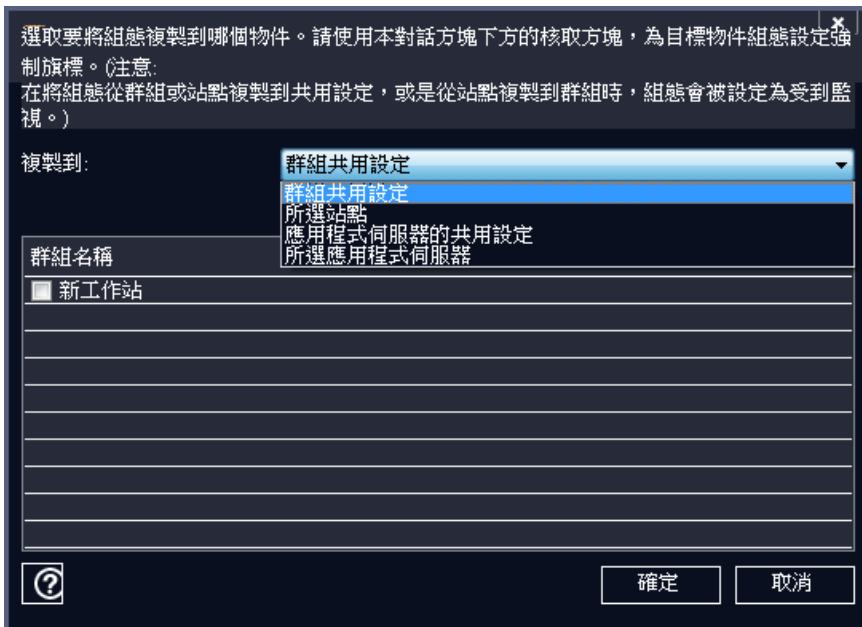 選取要將組態複製到哪個物件。請使用本對話方塊下方的核取方塊，為目標物件組態設定強
制旗標。(注意:
在將組態從群組或站點複製到共用設定，或是從站點複製到群組時，組態會被設定為受到監
視。)
複製到:
群組共用設定
群組共用設定
所選站點
應用程式伺服器的共用設定
所選應用程式伺服器
群組名稱
新工作站
確定
取消